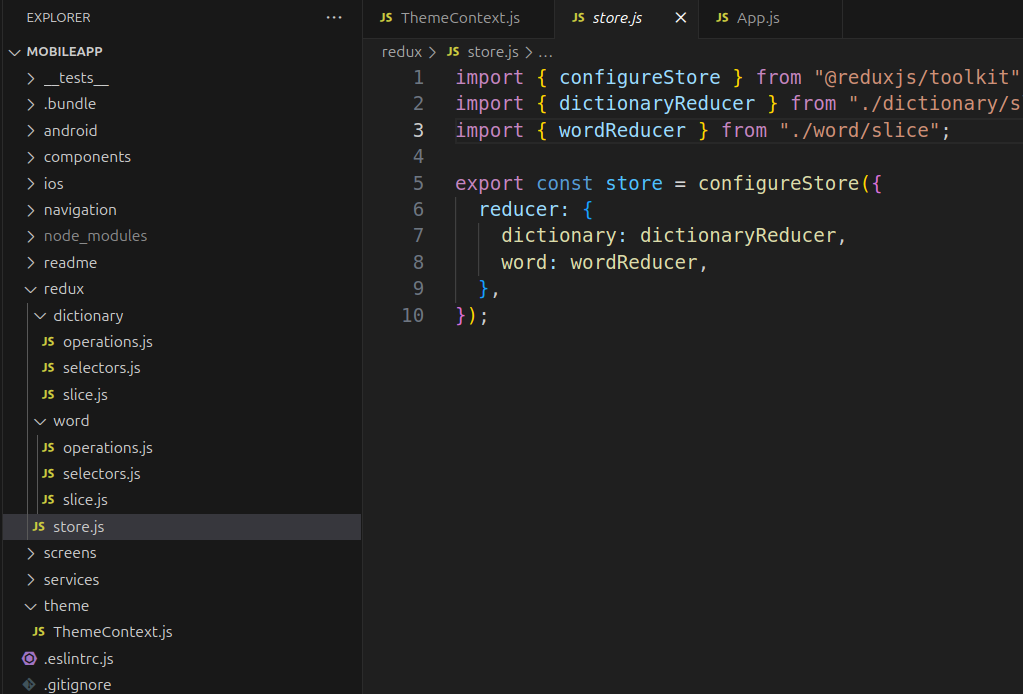 EXPLORER ...
MOBILEAPP
__tests__
.bundle
android
components
ios
navigation
node_modules
readme
redux
dictionary
JS operations.js
JS selectors.js
JS slice.js
word
JS operations.js
JS selectors.js
JS slice.js
JS store.js
screens
services
theme
JS ThemeContext.js
.eslintrc.js
.gitignore
JS ThemeContext.js JS store.js JS App.js
redux > JS store.js > ...
1 import { configureStore } from "@reduxjs/toolkit"
2 import { dictionaryReducer } from "./dictionary/s
3 import { wordReducer } from "./word/slice";
4
5 export const store = configureStore({
6 reducer: {
7 dictionary: dictionaryReducer,
8 word: wordReducer,
9 },
10 });